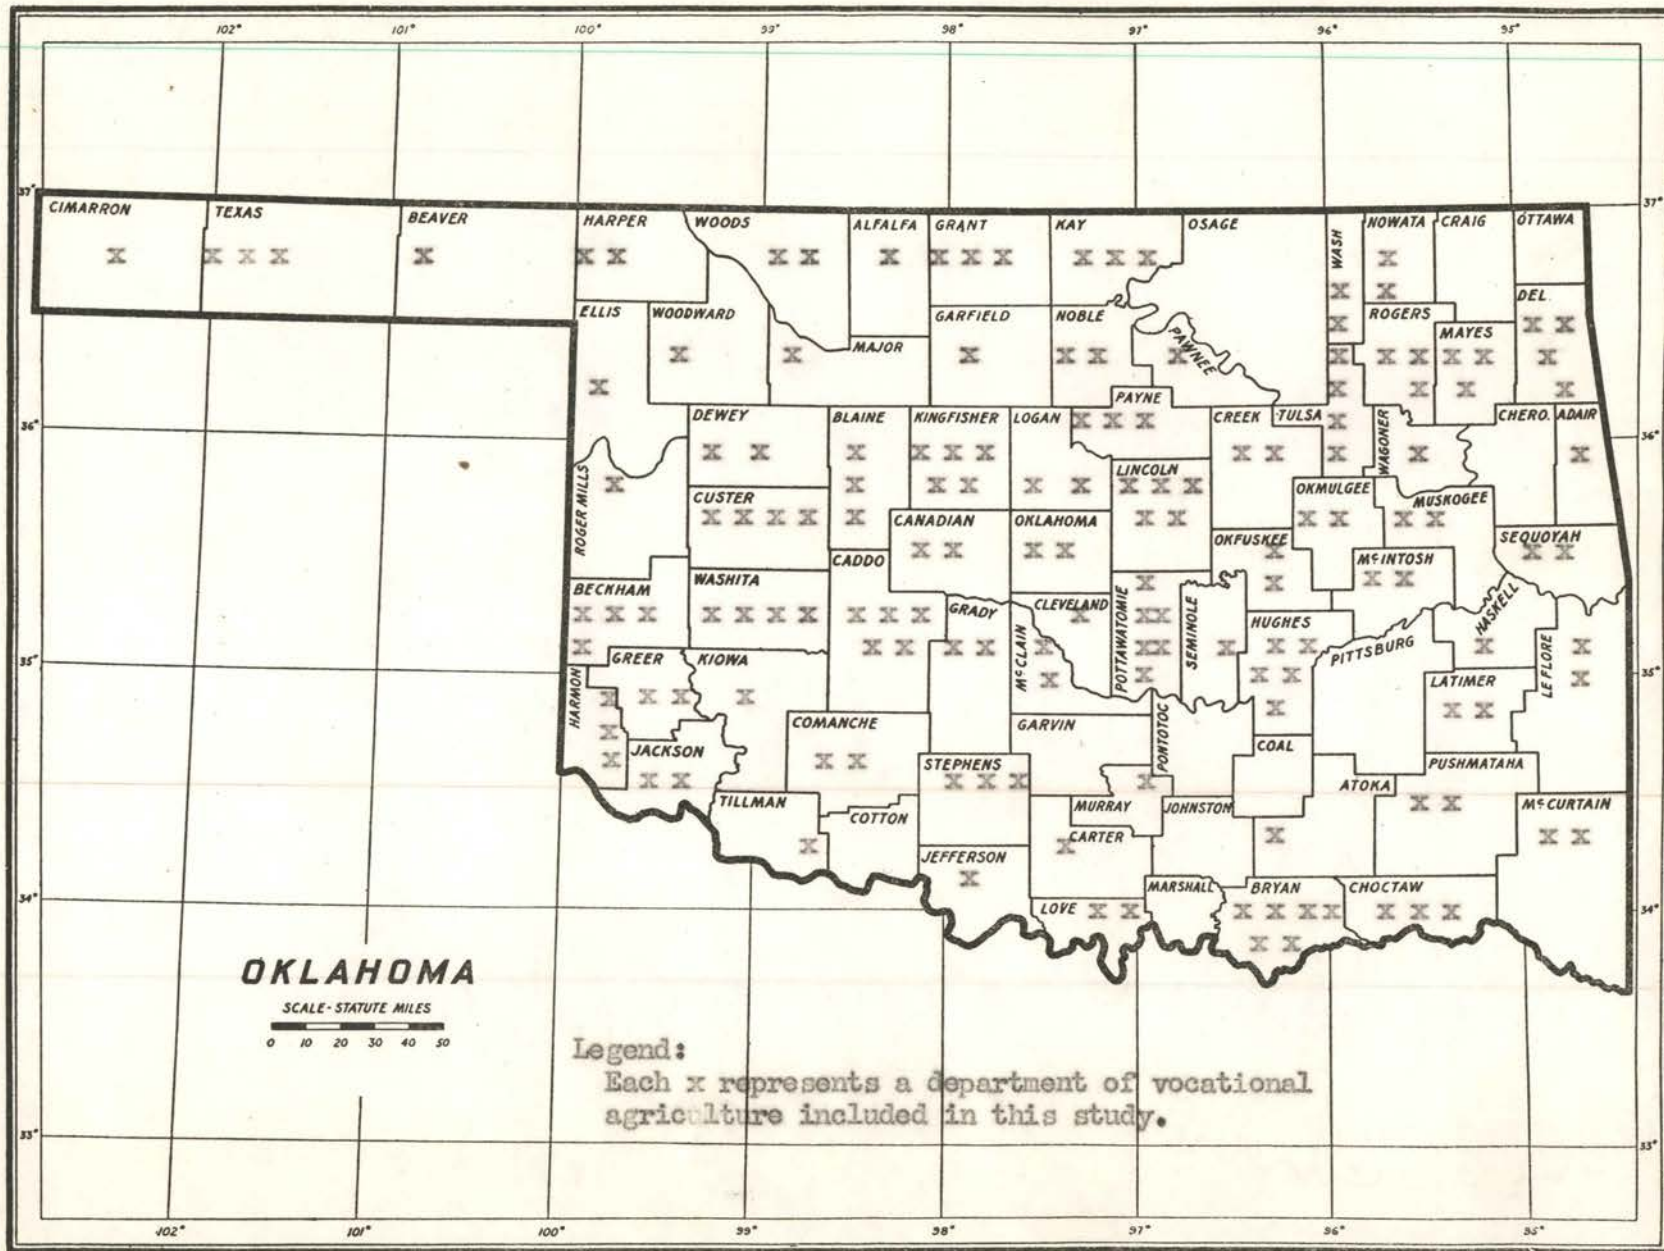 102° 101° 100° 99° 98° 97° 96° 95°
37° 37°
CIMARRON TEXAS BEAVER HARPER WOODS ALFALFA GRANT KAY OSAGE WASH NOWATA CRAIG OTTAWA
X X X X X X X X X X X X X X X X X X
X X
ELLIS WOODWARD GARFIELD NOBLE ROGERS DEL.
MAJOR PAWNEE MAYES
X X X
X X X X X X X X X X X X
X X X X X
DEWEY BLAINE KINGFISHER LOGAN PAYNE CREEK TULSA WAGONER CHERO. ADAIR
36° 36°
X X X X
X X X X X X X X X X X
ROGER MILLS LINCOLN
X X X X X X X X X
CUSTER OKMULGEE MUSKOGEE
X X X X X X X X X X X
CANADIAN OKLAHOMA OKFUSKEE SEQUOYAH
X X X X X X X
CADDO McINTOSH
BECKHAM WASHITA
X X X X
GRADY CLEVELAND POTTAWATOMIE SEMINOLE HUGHES HASKELL
X X X X X X X X X X X X X
McCLAIN PITTSBURG LE FLORE
X X X X X X X X X X X X X
GREER KIOWA
35° 35°
X X X X X X
LATIMER
HARMON X X X X X
X
PONTOTOC
COMANCHE GARVIN
JACKSON COAL
X X X
STEPHENS PUSHMATAHA
X X X X X X
ATOKA
TILLMAN COTTON MURRAY JOHNSTON McCURTAIN
X X
CARTER
X X X
X X
JEFFERSON
X
MARSHALL BRYAN CHOCTAW
34° 34°
LOVE X X X X X X X X X
X X
OKLAHOMA
SCALE-STATUTE MILES
0 10 20 30 40 50
Legend:
Each x represents a department of vocational
agriculture included in this study.
33° 33°
102° 101° 100° 99° 98° 97° 96° 95°